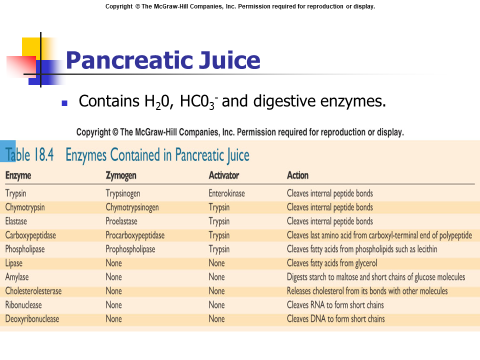 Copyright © The McGraw-Hill Companies, Inc. Permission required for reproduction or display.
Pancreatic Juice
Contains H₂0, HC0₃⁻ and digestive enzymes.
Copyright © The McGraw-Hill Companies, Inc. Permission required for reproduction or display.
Table 18.4 Enzymes Contained in Pancreatic Juice
Enzyme Zymogen Activator Action
Trypsin Trypsinogen Enterokinase Cleaves internal peptide bonds
Chymotrypsin Chymotrypsinogen Trypsin Cleaves internal peptide bonds
Elastase Proelastase Trypsin Cleaves internal peptide bonds
Carboxypeptidase Procarboxypeptidase Trypsin Cleaves last amino acid from carboxyl-terminal end of polypeptide
Phospholipase Prophospholipase Trypsin Cleaves fatty acids from phospholipids such as lecithin
Lipase None None Cleaves fatty acids from glycerol
Amylase None None Digests starch to maltose and short chains of glucose molecules
Cholesterolesterase None None Releases cholesterol from its bonds with other molecules
Ribonuclease None None Cleaves RNA to form short chains
Deoxyribonuclease None None Cleaves DNA to form short chains